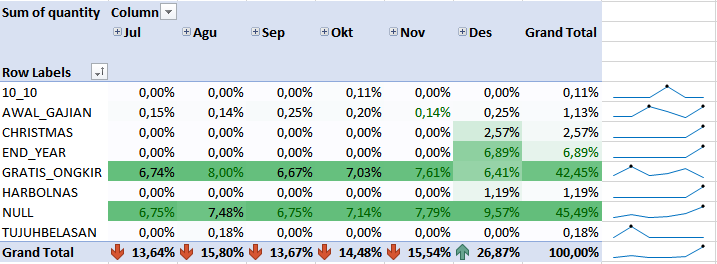 Sum of quantity Column
Jul Agu Sep Okt Nov Des Grand Total
Row Labels
10_10 0,00% 0,00% 0,00% 0,11% 0,00% 0,00% 0,11%
AWAL_GAJIAN 0,15% 0,14% 0,25% 0,20% 0,14% 0,25% 1,13%
CHRISTMAS 0,00% 0,00% 0,00% 0,00% 0,00% 2,57% 2,57%
END_YEAR 0,00% 0,00% 0,00% 0,00% 0,00% 6,89% 6,89%
GRATIS_ONGKIR 6,74% 8,00% 6,67% 7,03% 7,61% 6,41% 42,45%
HARBOLNAS 0,00% 0,00% 0,00% 0,00% 0,00% 1,19% 1,19%
NULL 6,75% 7,48% 6,75% 7,14% 7,79% 9,57% 45,49%
TUJUHBELASAN 0,00% 0,18% 0,00% 0,00% 0,00% 0,00% 0,18%
Grand Total 13,64% 15,80% 13,67% 14,48% 15,54% 26,87% 100,00%